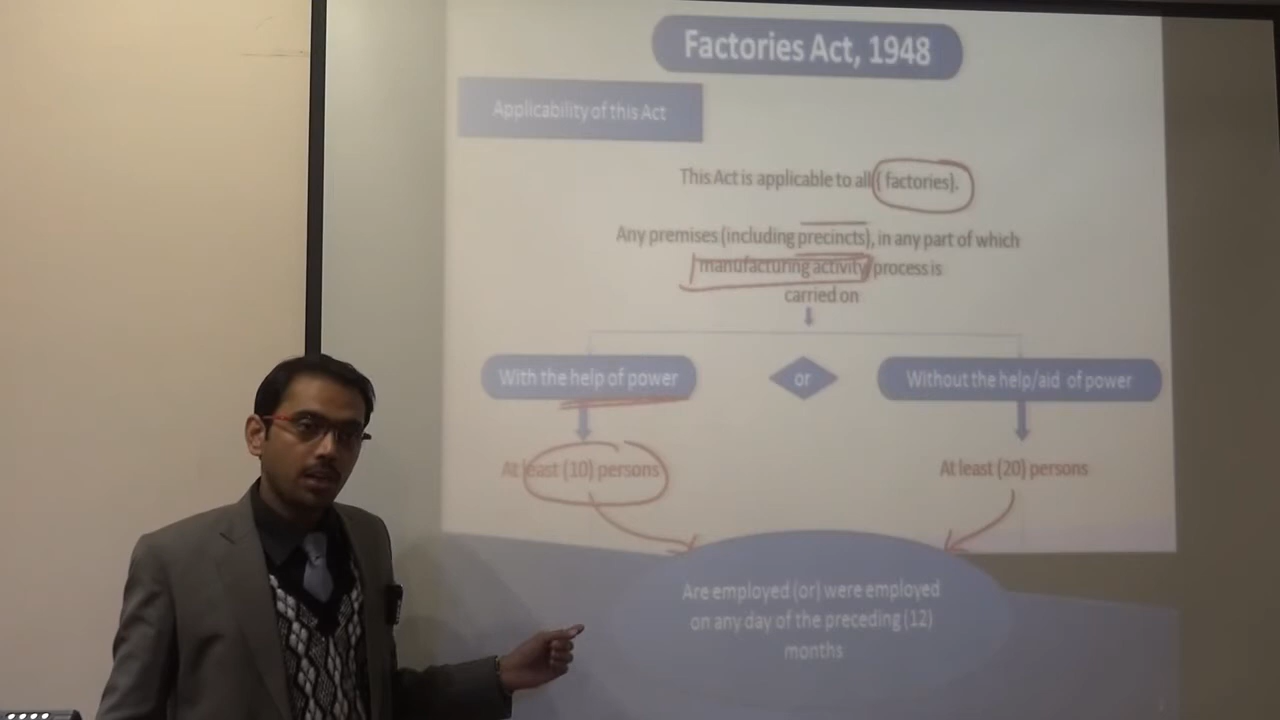 Factories Act, 1948
Applicability of this Act
This Act is applicable to all ( factories).
Any premises (including precincts), in any part of which
manufacturing activity process is
carried on
With the help of power
or
Without the help/aid of power
At least (10) persons
At least (20) persons
Are employed (or) were employed
on any day of the preceding (12)
months